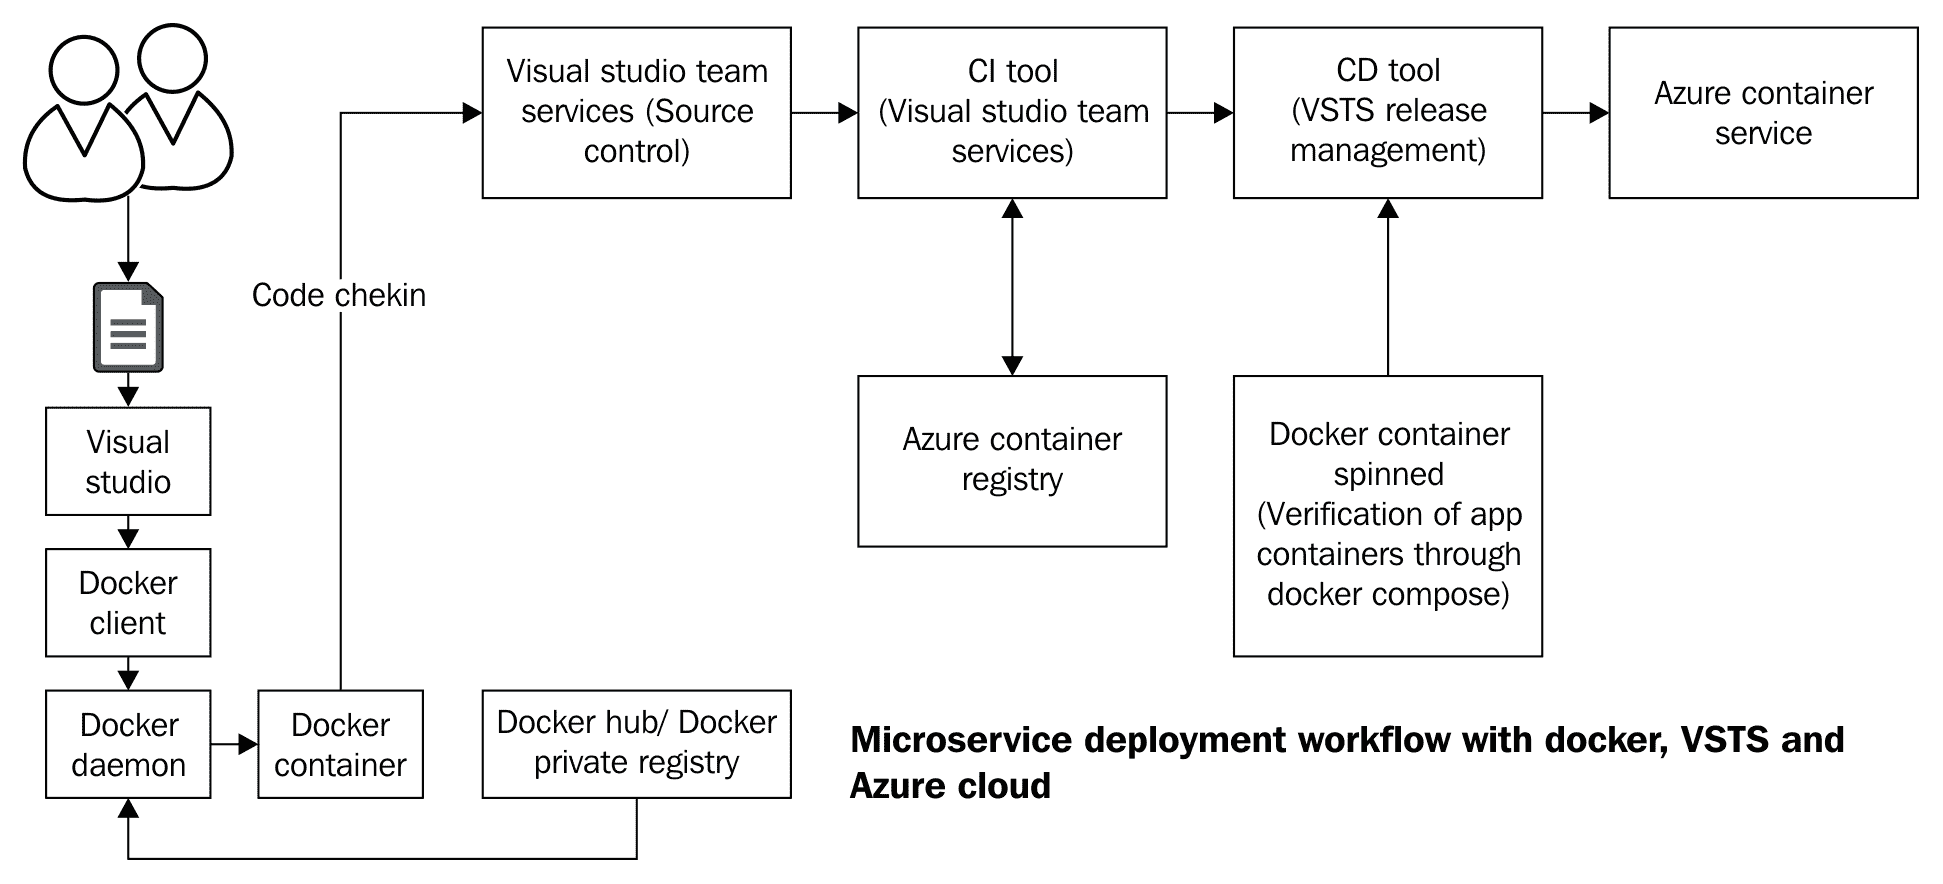 Visual studio team
services (Source
control)
CI tool
(Visual studio team
services)
CD tool
(VSTS release
management)
Azure container
service
Code chekin
Visual
studio
Azure container
registry
Docker container
spinned
(Verification of app
containers through
docker compose)
Docker
client
Docker
daemon
Docker
container
Docker hub/ Docker
private registry
Microservice deployment workflow with docker, VSTS and
Azure cloud